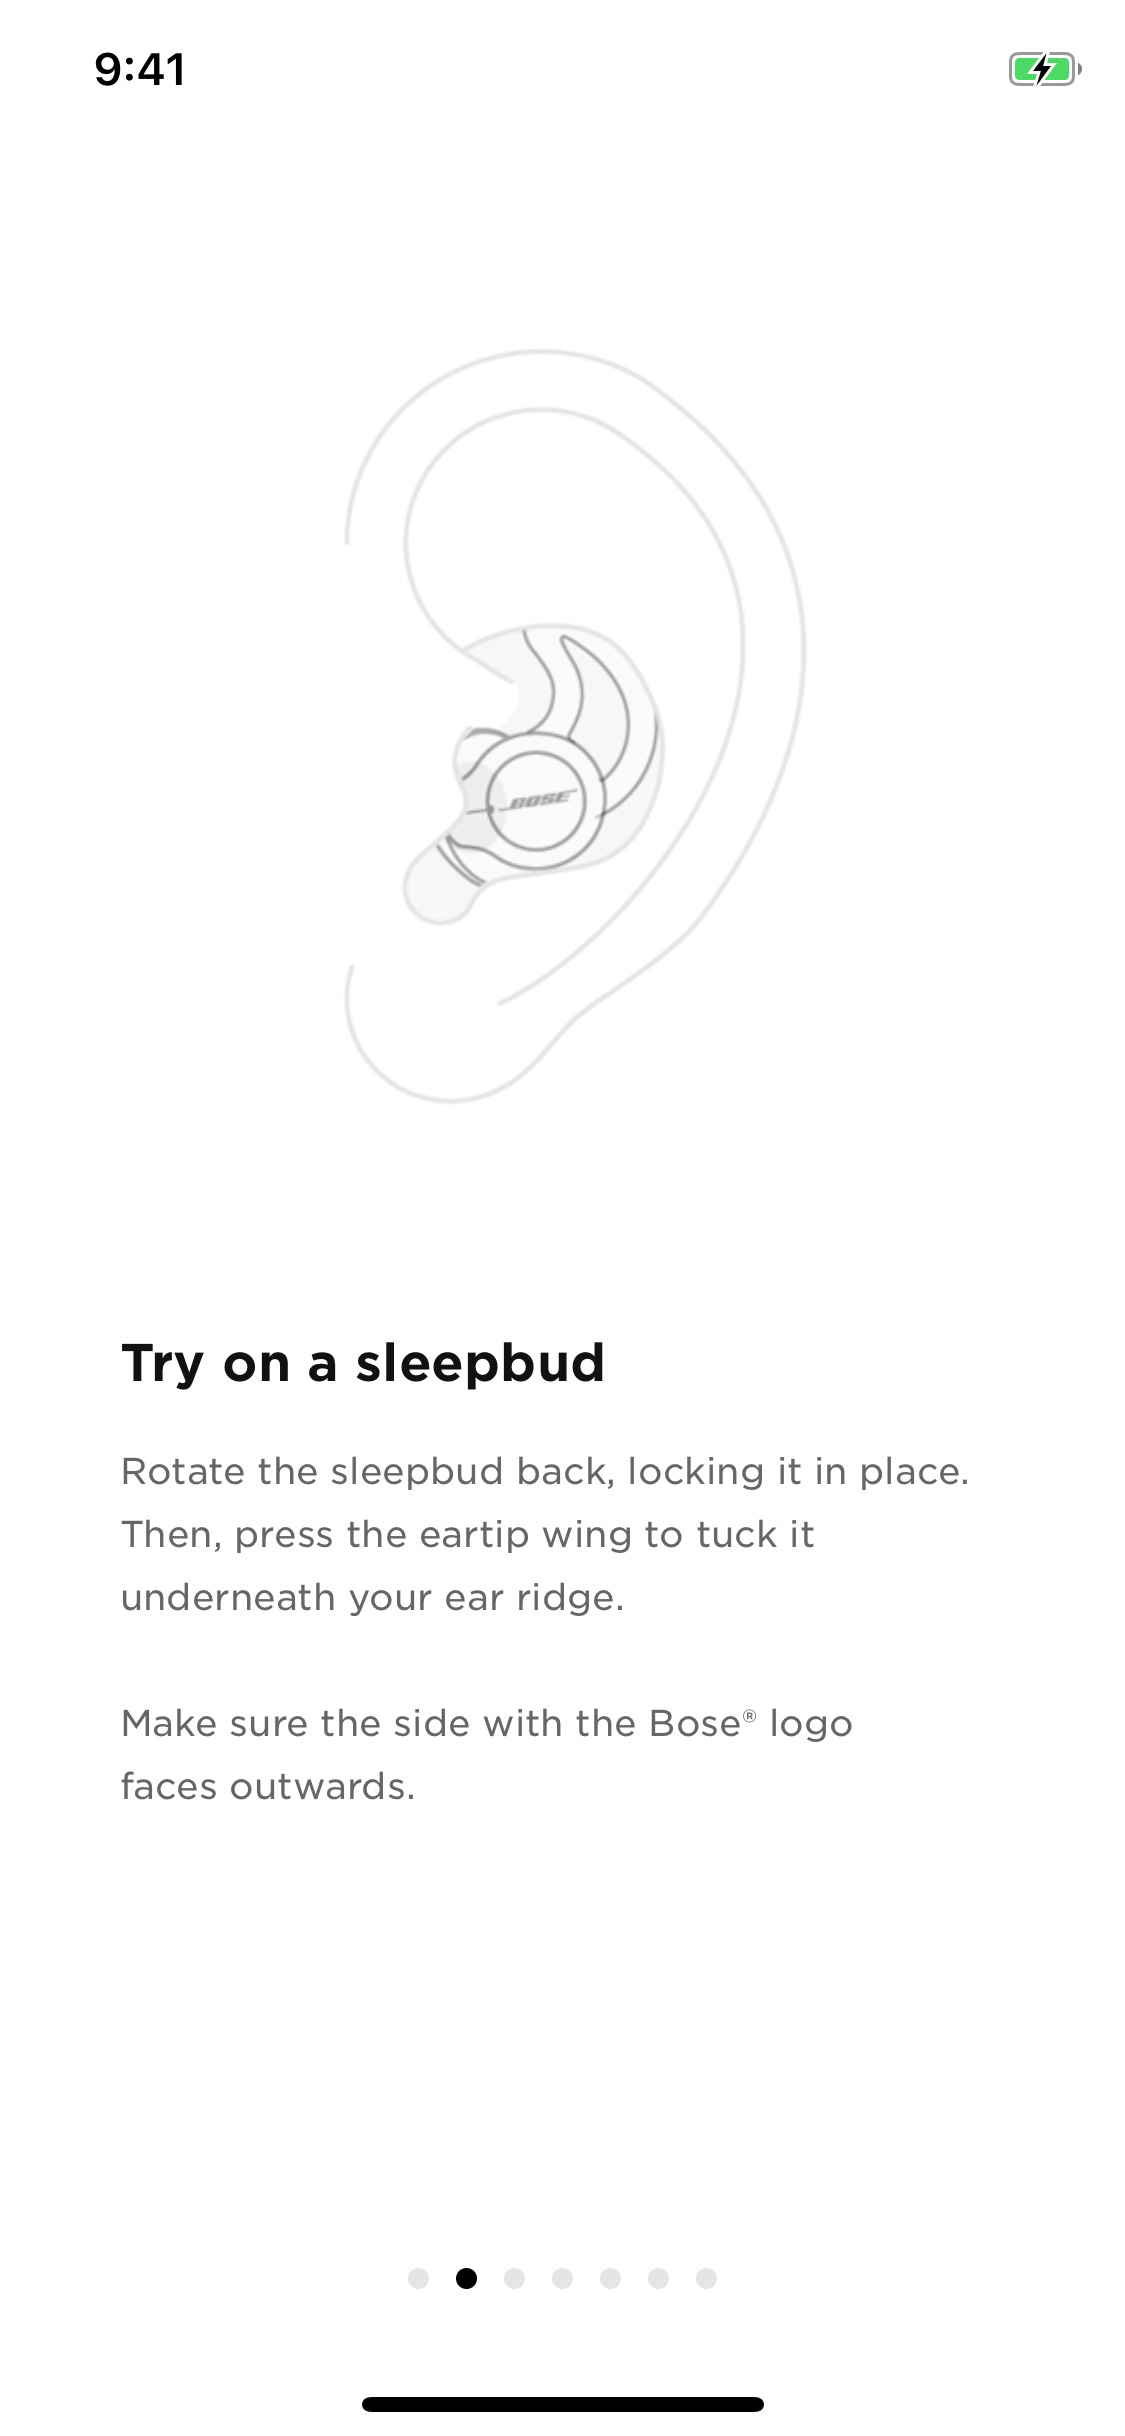 9:41
BOSE
Try on a sleepbud
Rotate the sleepbud back, locking it in place.
Then, press the eartip wing to tuck it
underneath your ear ridge.
Make sure the side with the Bose® logo
faces outwards.